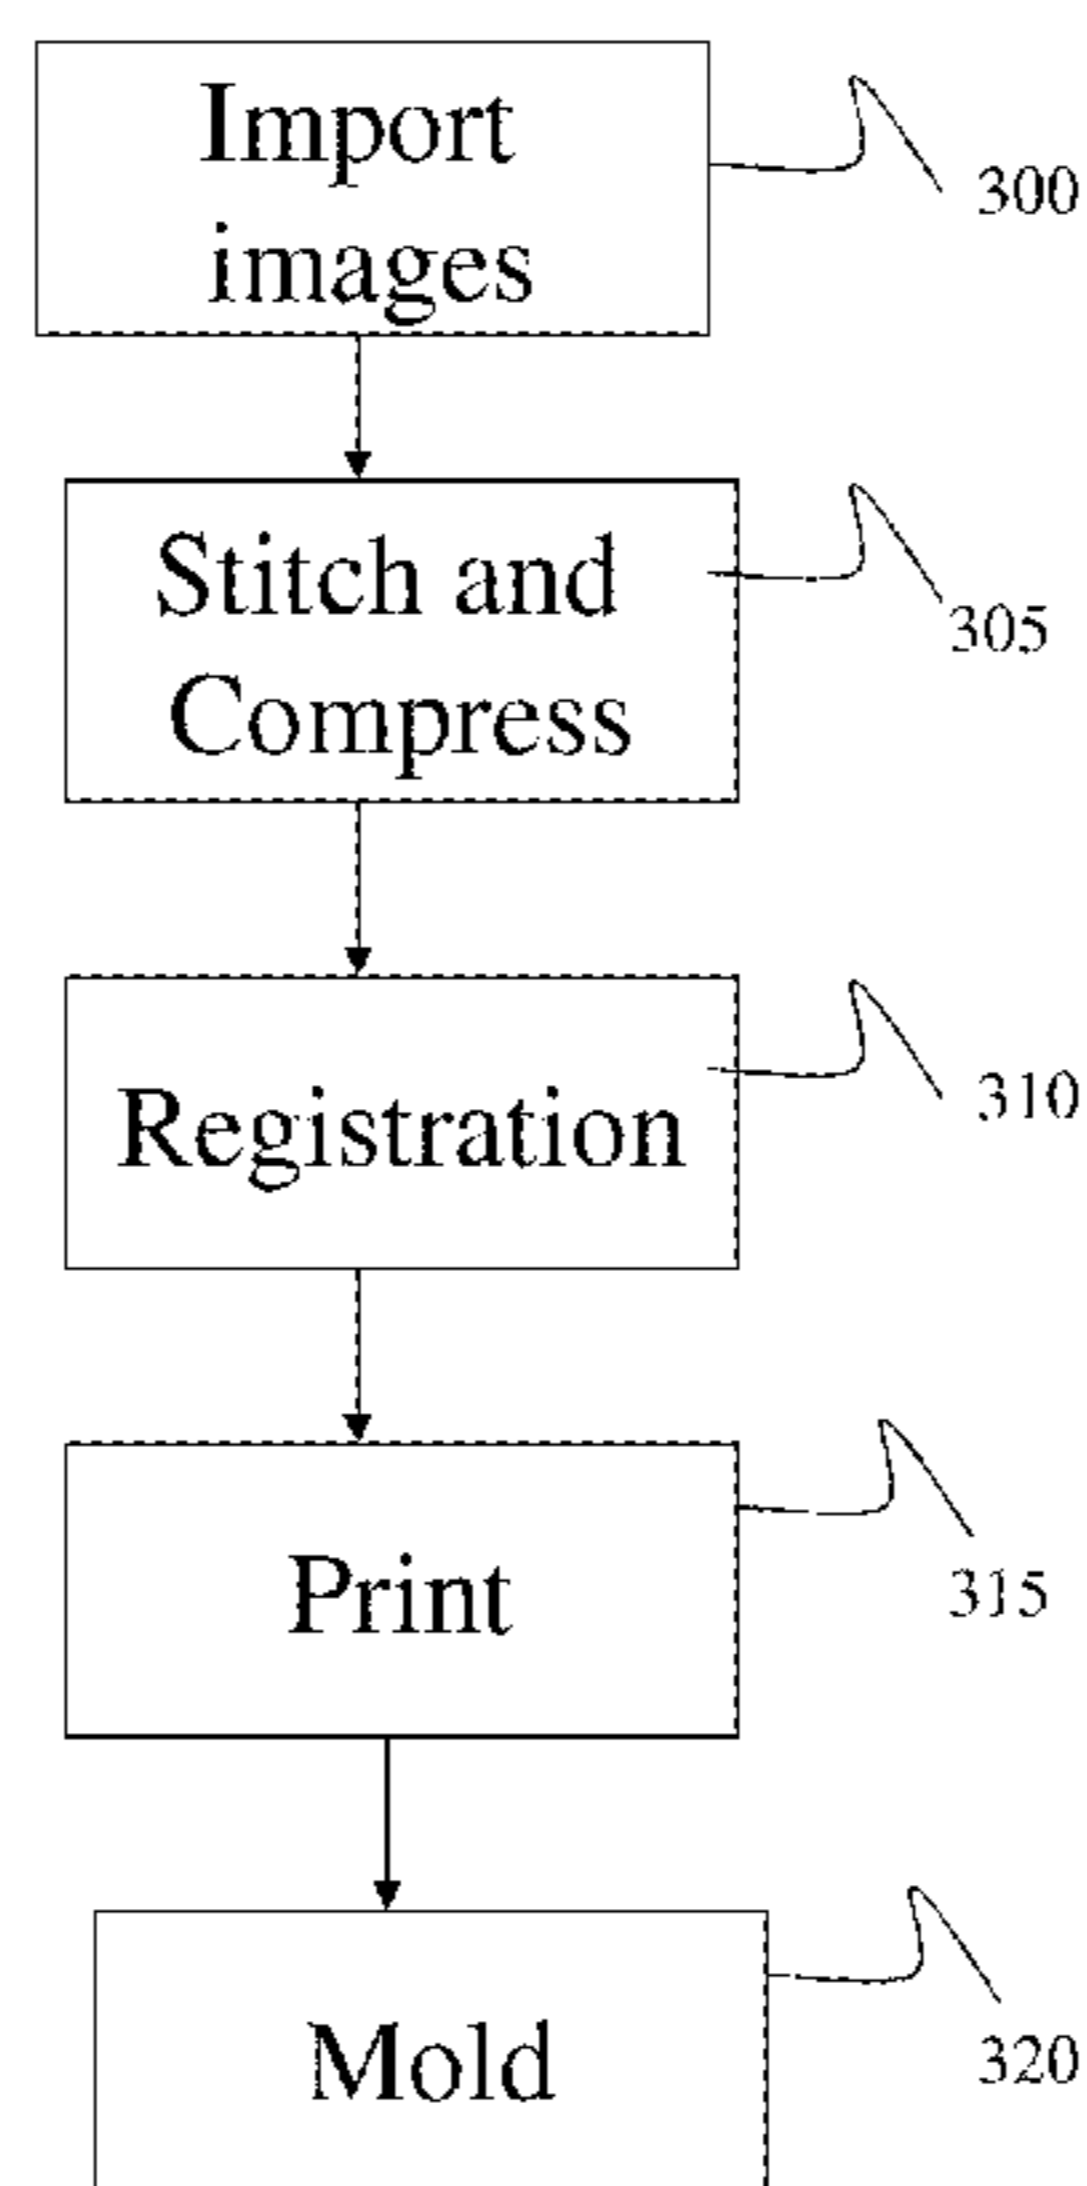 Import
images
300
Stitch and
Compress
305
Registration
310
Print
315
Mold
320